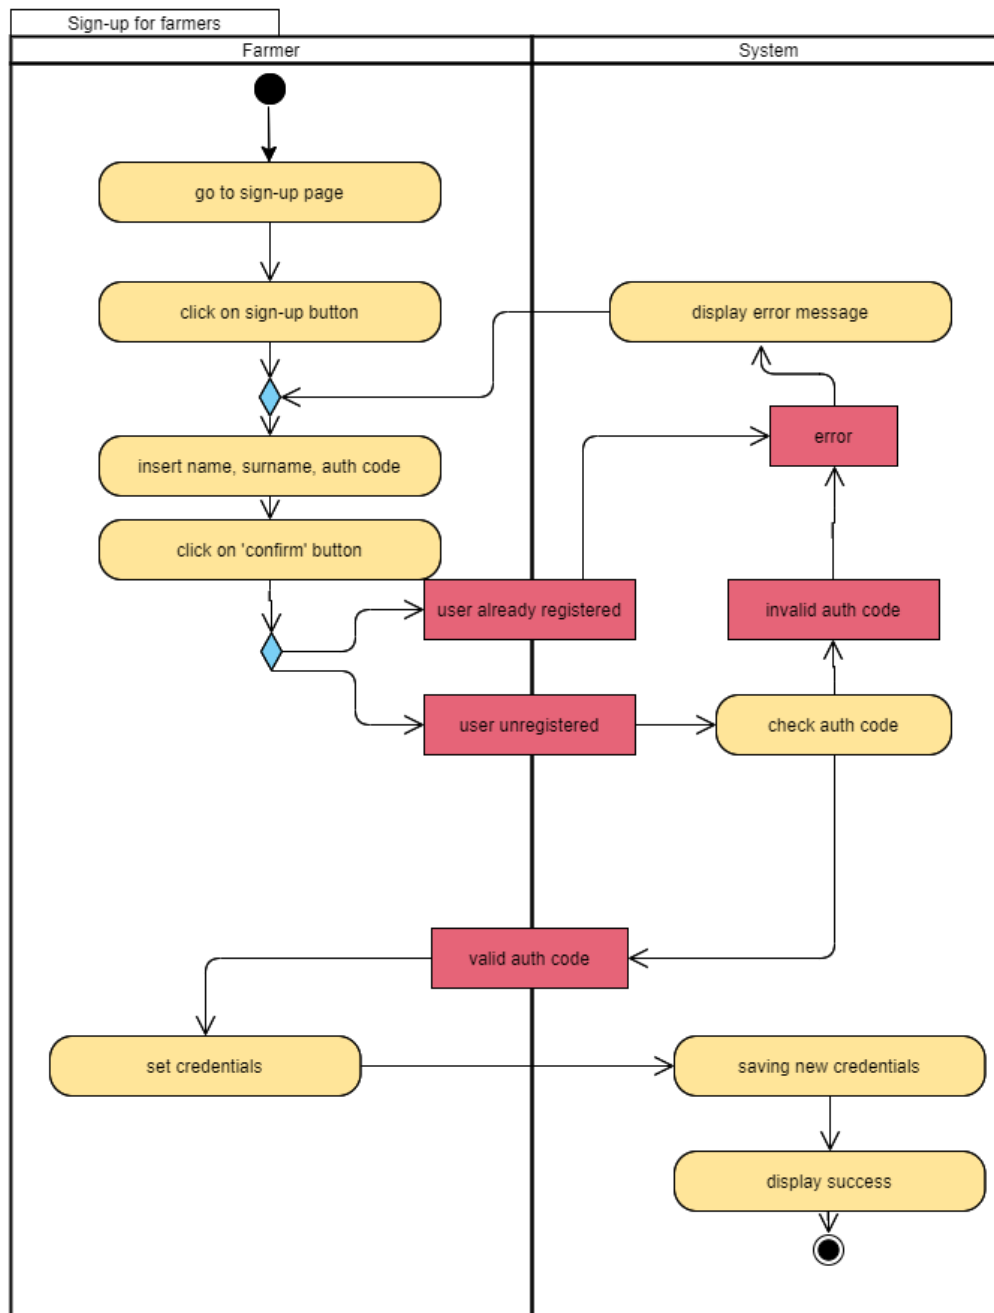 Sign-up for farmers
Farmer
System
go to sign-up page
click on sign-up button
display error message
error
insert name, surname, auth code
click on 'confirm' button
user already registered
invalid auth code
user unregistered
check auth code
valid auth code
set credentials
saving new credentials
display success